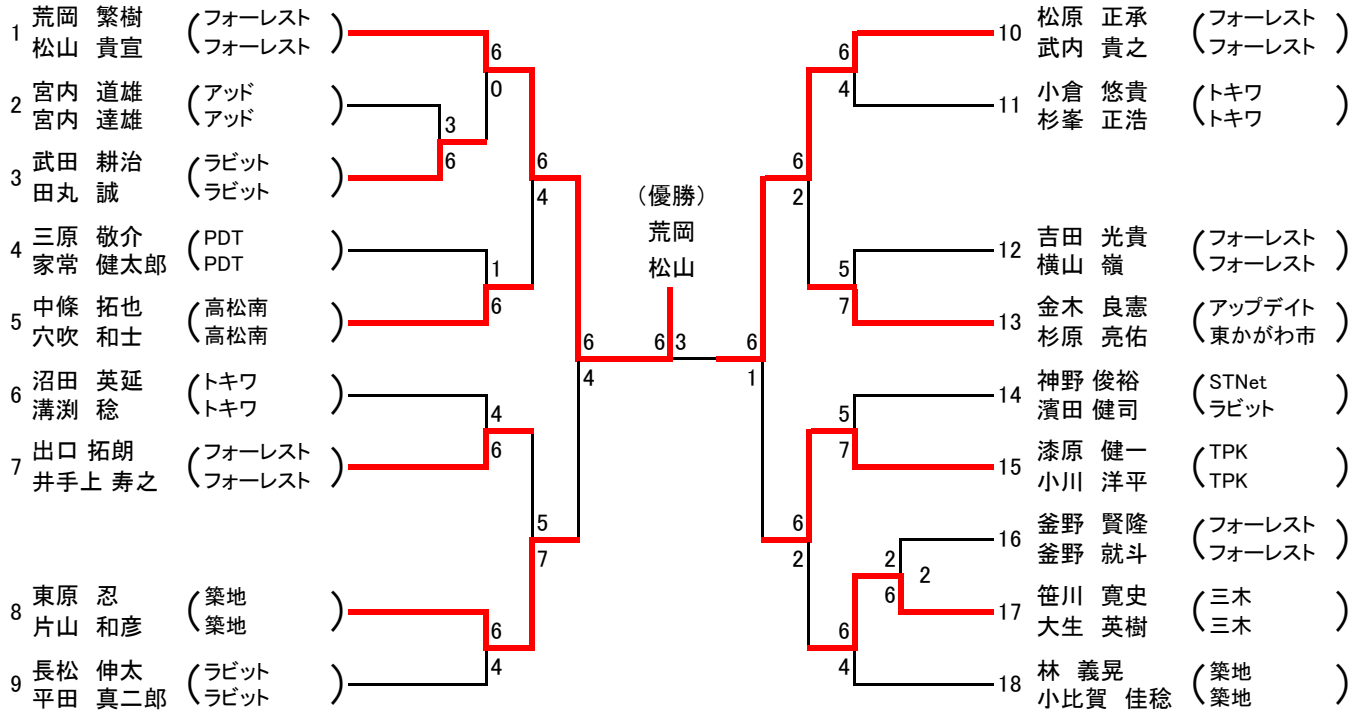 1 荒岡 繁樹 (フォーレスト
松山 貴宣 フォーレスト)
2 宮内 道雄 (アッド
宮内 達雄 アッド)
3 武田 耕治 (ラビット
田丸 誠 ラビット)
4 三原 敬介 (PDT
家常 健太郎 PDT)
5 中條 拓也 (高松南
穴吹 和士 高松南)
6 沼田 英延 (トキワ
溝渕 稔 トキワ)
7 出口 拓朗 (フォーレスト
井手上 寿之 フォーレスト)
8 東原 忍 (築地
片山 和彦 築地)
9 長松 伸太 (ラビット
平田 真二郎 ラビット)
6
0
3
6
6
4
1
6
6
4
4
6
5
7
6
4
(優勝)
荒岡
松山
6 3
6
4
6
2
5
7
6
1
5
7
6
2
2
2
6
6
4
10 松原 正承 (フォーレスト
武内 貴之 フォーレスト)
11 小倉 悠貴 (トキワ
杉峯 正浩 トキワ)
12 吉田 光貴 (フォーレスト
横山 嶺 フォーレスト)
13 金木 良憲 (アップデイト
杉原 亮佑 東かがわ市)
14 神野 俊裕 (STNet
濱田 健司 ラビット)
15 漆原 健一 (TPK
小川 洋平 TPK)
16 釜野 賢隆 (フォーレスト
釜野 就斗 フォーレスト)
17 笹川 寛史 (三木
大生 英樹 三木)
18 林 義晃 (築地
小比賀 佳稔 築地)